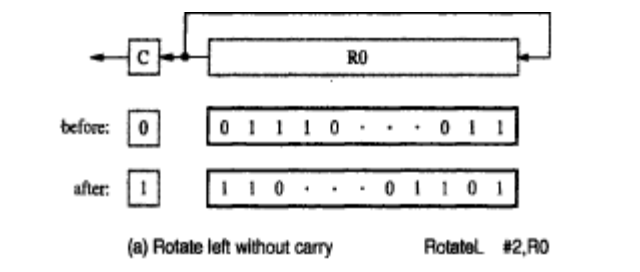 C R0
before: 0 0 1 1 1 0 · · · 0 1 1
after: 1 1 1 0 · · · 0 1 1 0 1
(a) Rotate left without carry RotateL #2,R0